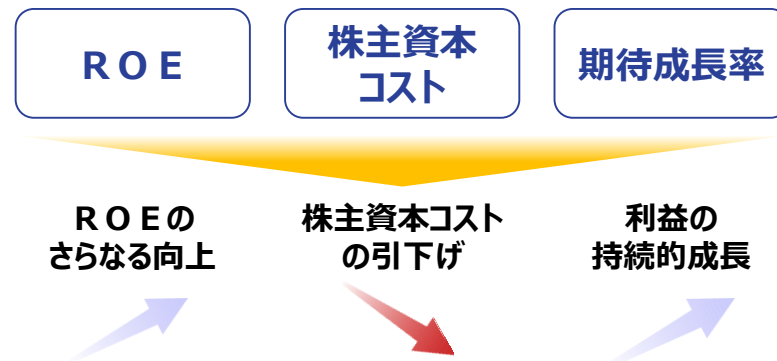 ＲＯＥ
株主資本
コスト
期待成長率
ＲＯＥの
さらなる向上
株主資本コスト
の引下げ
利益の
持続的成長